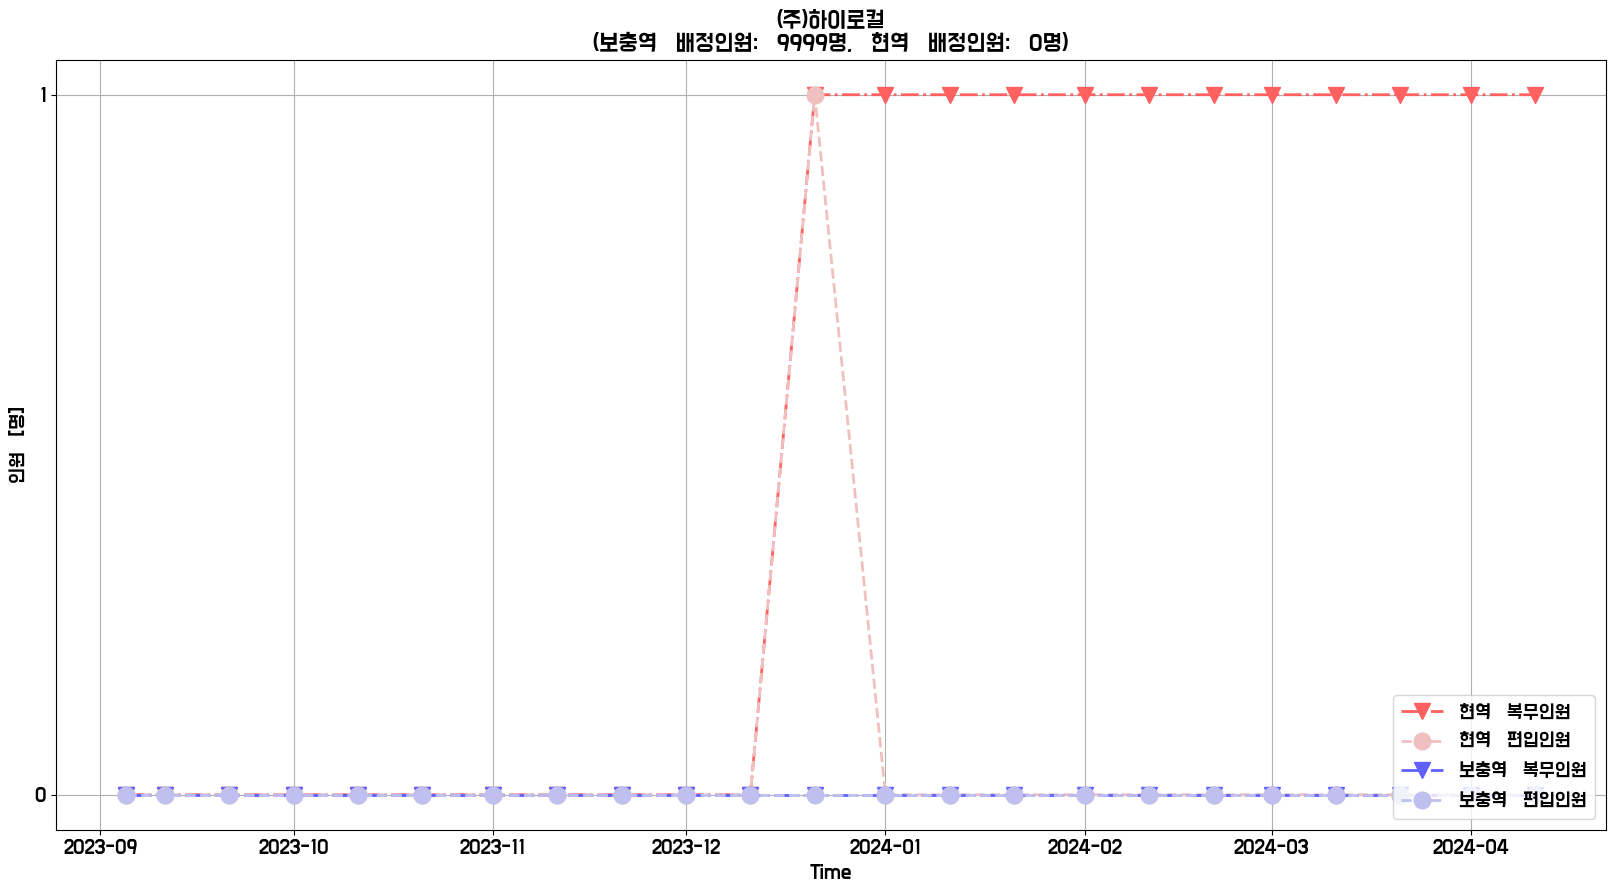 (주)하이로컬
(보충역 배정인원: 9999명, 현역 배정인원: 0명)
인원 [명]
1
0
현역 복무인원
현역 편입인원
보충역 복무인원
보충역 편입인원
2023-09 2023-10 2023-11 2023-12 2024-01 2024-02 2024-03 2024-04
Time